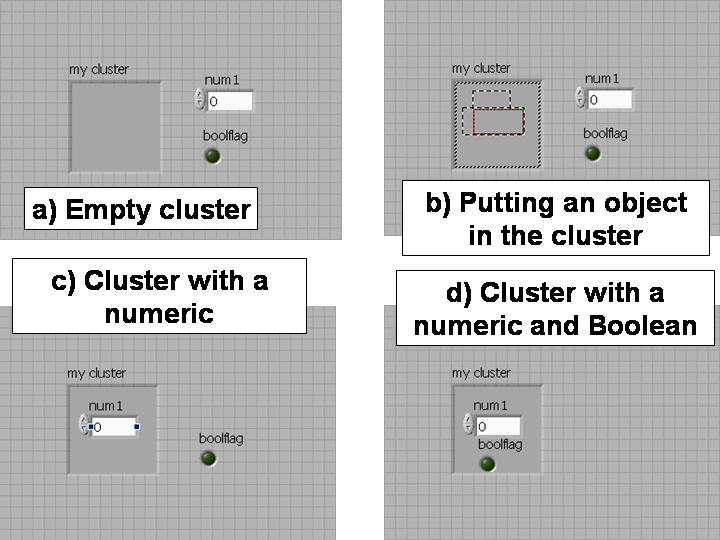 my cluster
num1
0
boolflag
a) Empty cluster
my cluster
num1
0
boolflag
b) Putting an object
in the cluster
c) Cluster with a
numeric
my cluster
num1
0
boolflag
d) Cluster with a
numeric and Boolean
my cluster
num1
0
boolflag